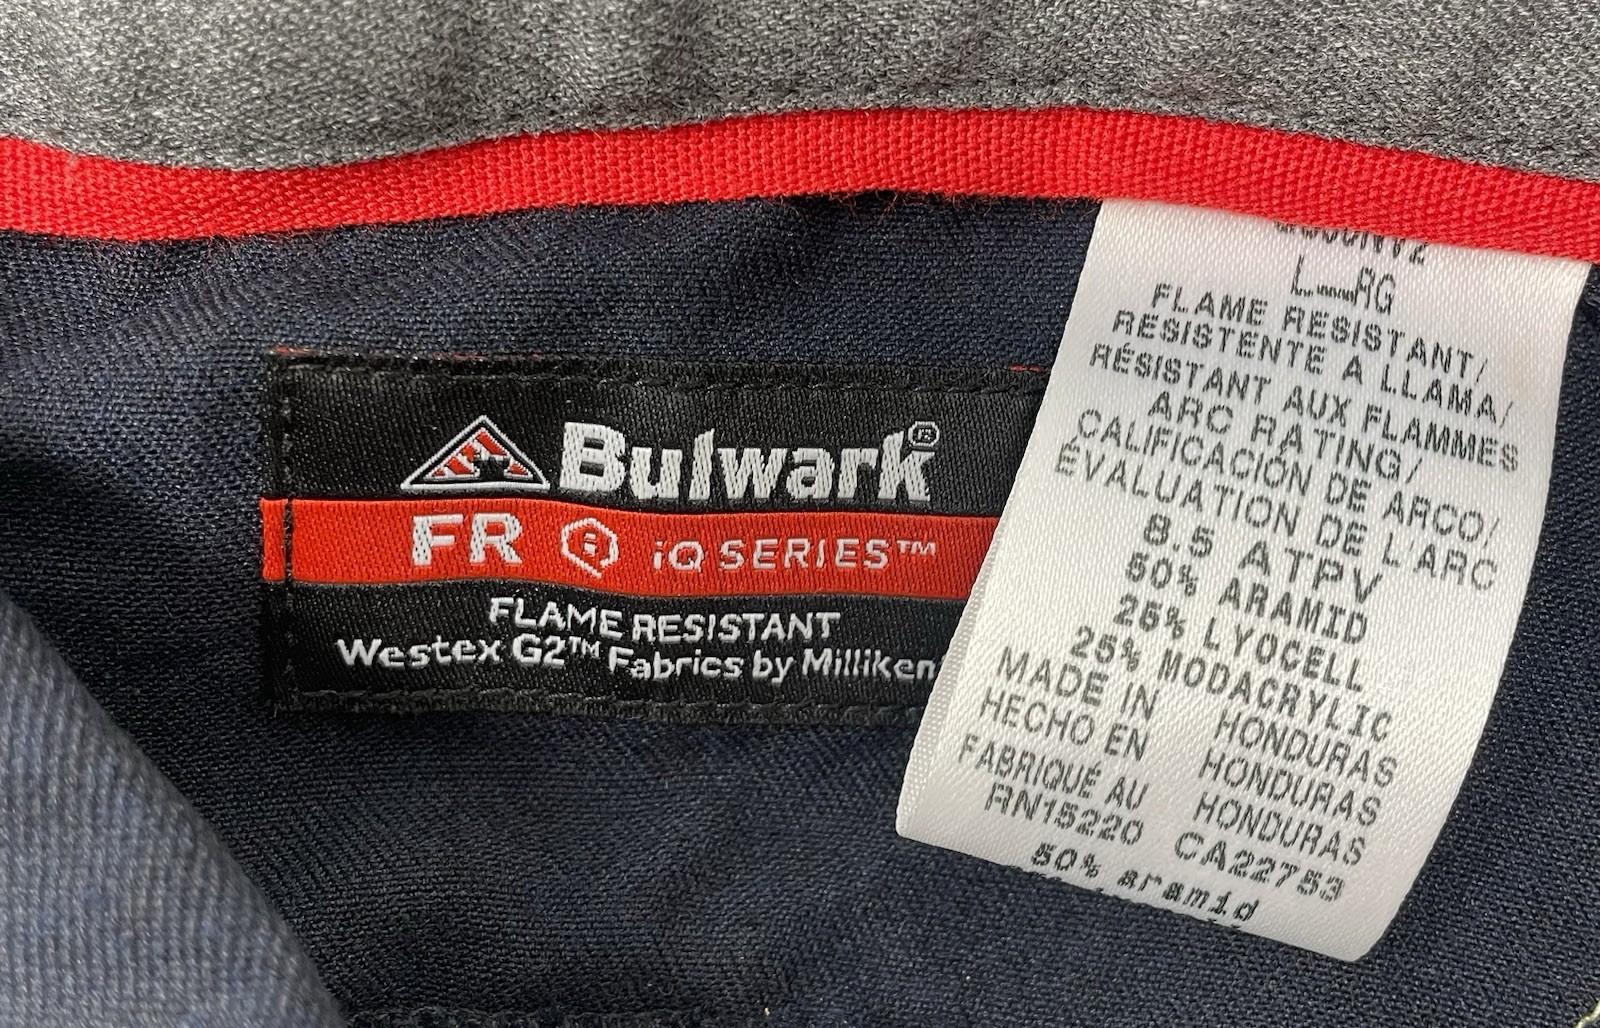 Bulwark®
FR iQ SERIES™
FLAME RESISTANT
Westex G2™ Fabrics by Milliken
L RG
FLAME RESISTANT/
RESISTENTE A LLAMA/
RÉSISTANT AUX FLAMMES
ARC RATING/
CALIFICACIÓN DE ARCO/
ÉVALUATION DE L'ARC
8.5 ATPV
50% ARAMID
25% LYOCELL
25% MODACRYLIC
MADE IN HONDURAS
HECHO EN HONDURAS
FABRIQUÉ AU HONDURAS
RN15220 CA22753
50% aramid